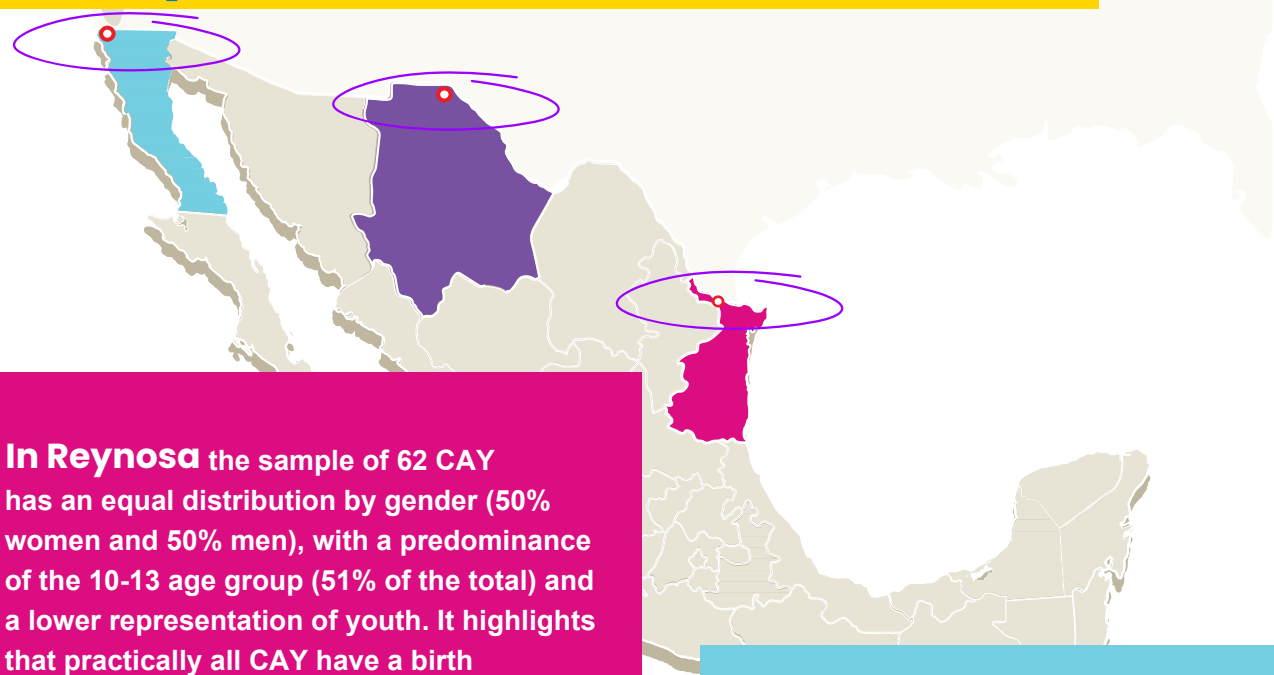 In Reynosa the sample of 62 CAY
has an equal distribution by gender (50%
women and 50% men), with a predominance
of the 10-13 age group (51% of the total) and
a lower representation of youth. It highlights
that practically all CAY have a birth